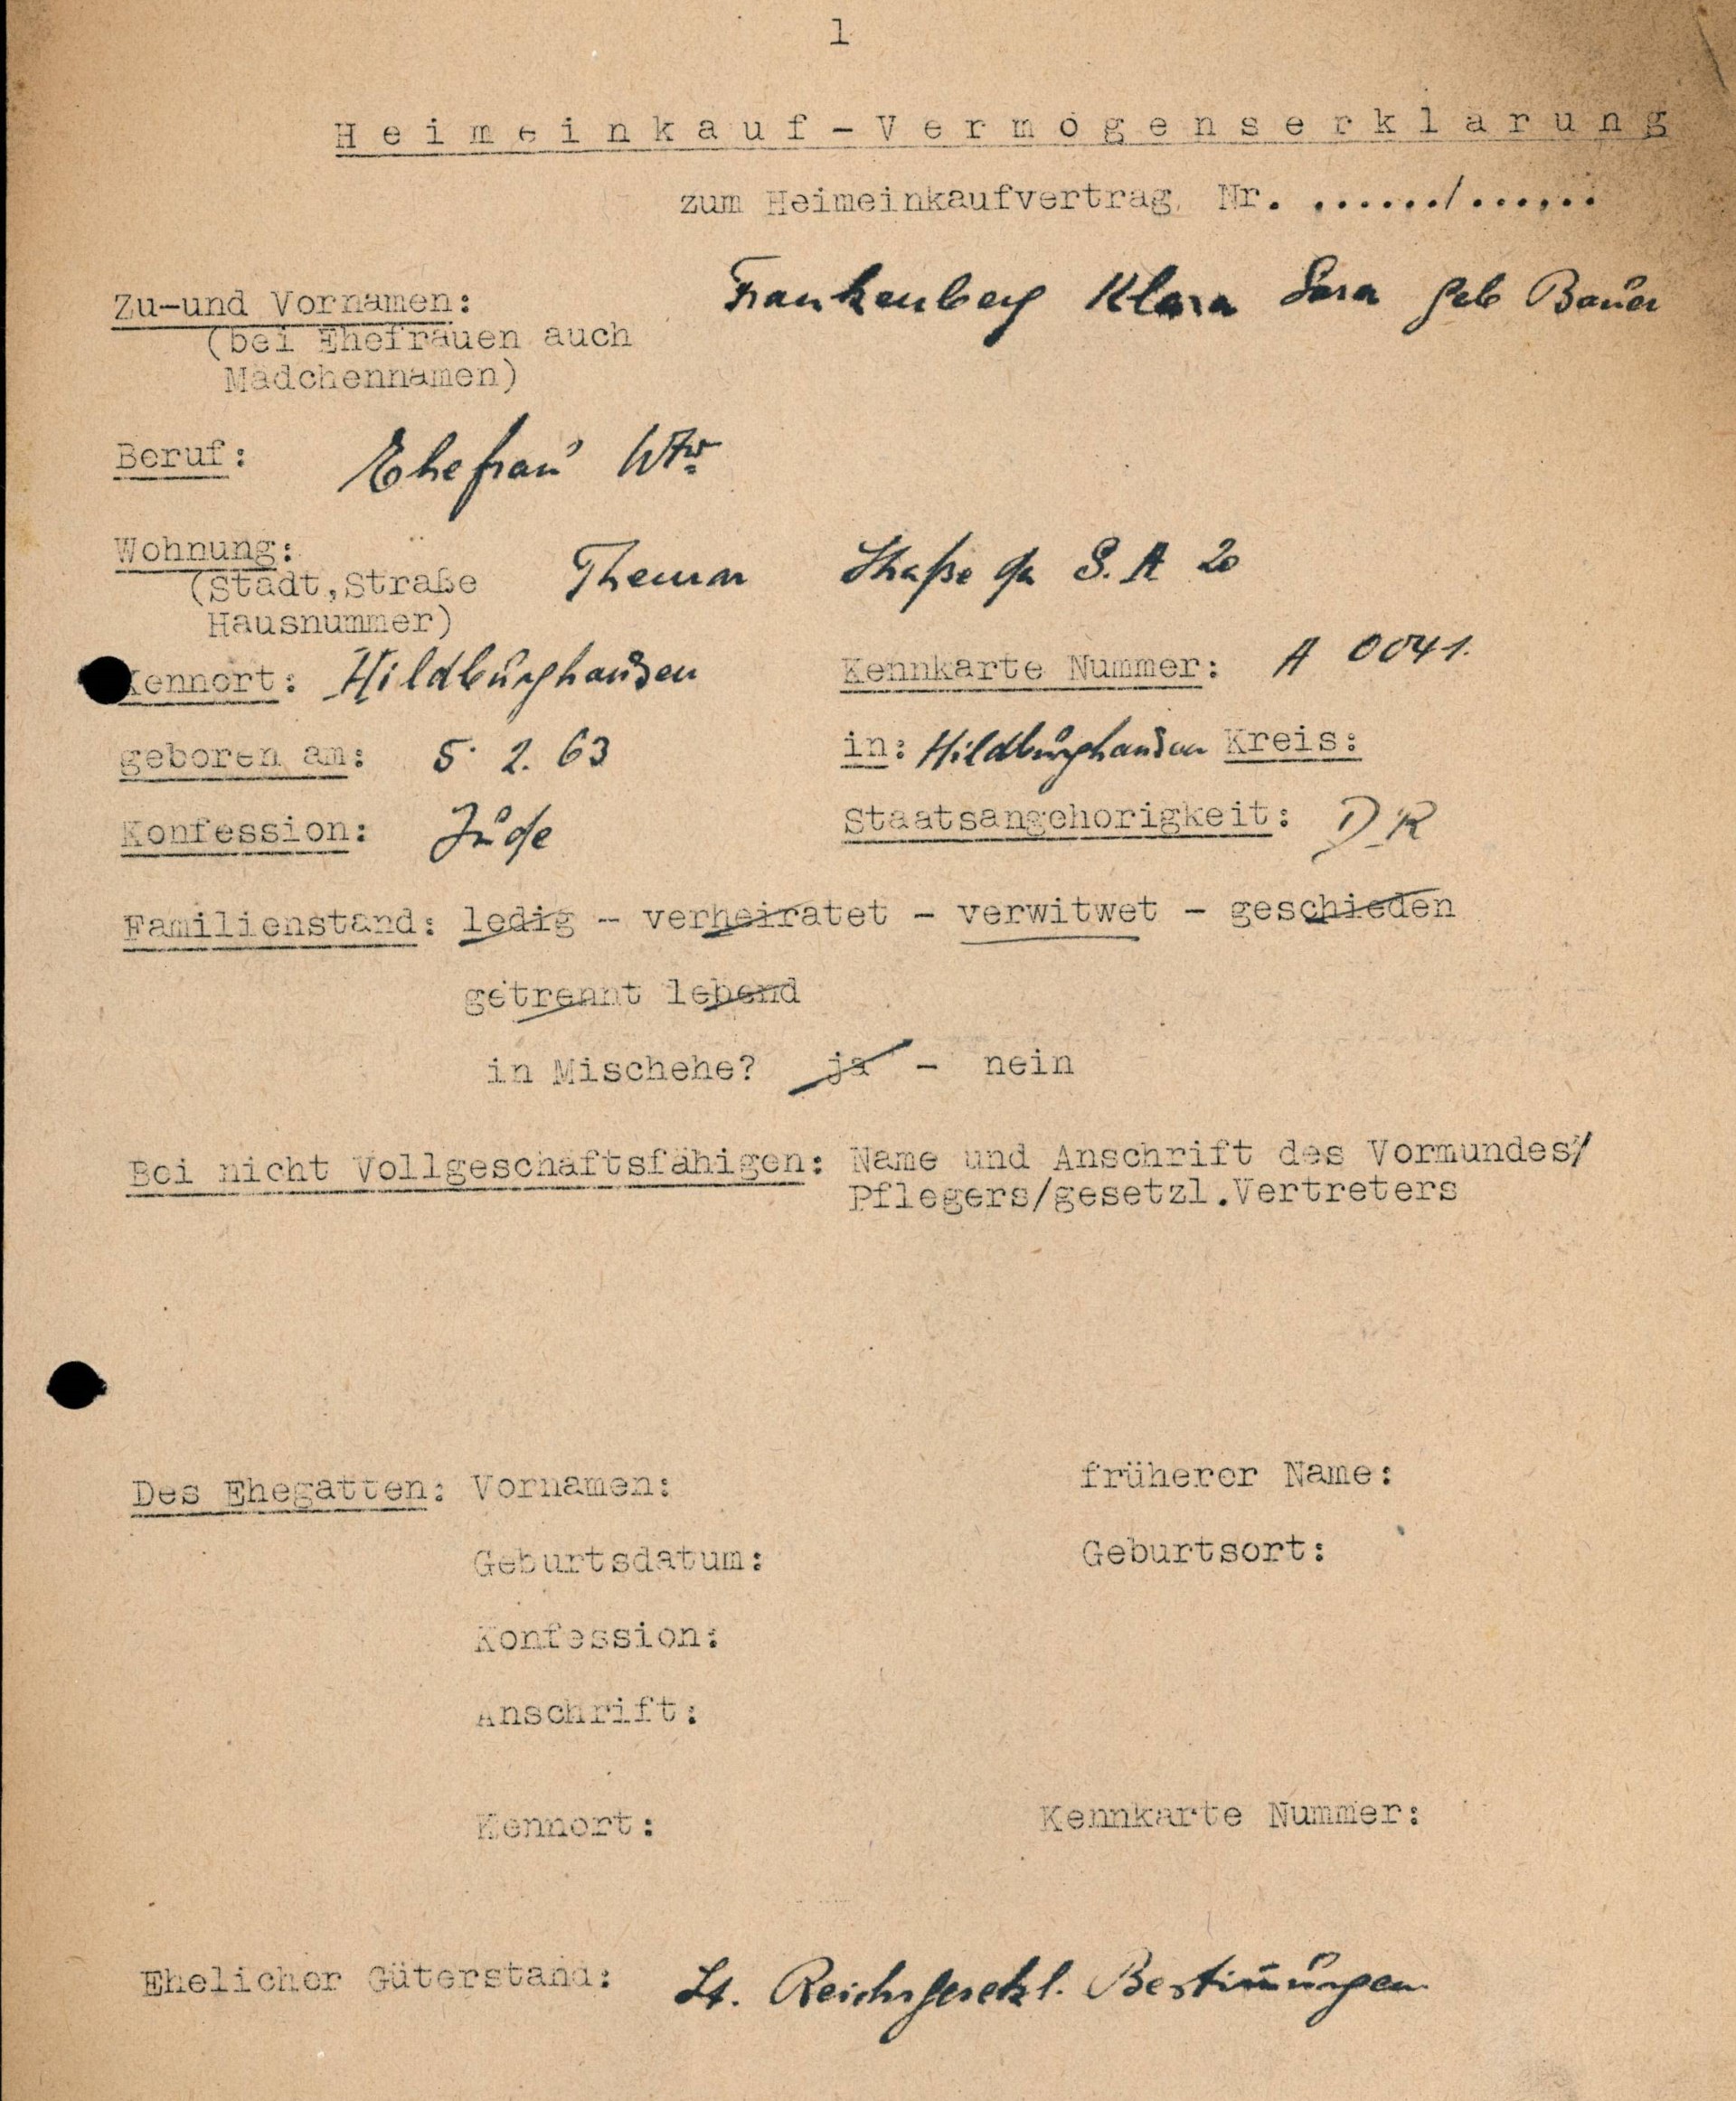 1
Heimeinkauf-Vermögenserklärung
zum Heimeinkaufvertrag Nr. ....../......
Zu-und Vornamen: Frankenberg Klara Sara geb Bauer
(bei Ehefrauen auch
Mädchennamen)
Beruf: Ehefrau Wtw.
Wohnung: Themar Straße der S. A 20
(Stadt,Straße
Hausnummer)
Kennort: Hildburghausen Kennkarte Nummer: A 0041.
geboren am: 5. 2. 63 in: Hildburghausen Kreis:
Konfession: Jude Staatsangehörigkeit: D.R
Familienstand: ledig - verheiratet - verwitwet - geschieden
getrennt lebend
in Mischehe? ja - nein
Bei nicht Vollgeschäftsfähigen: Name und Anschrift des Vormundes/
Pflegers/gesetzl.Vertreters
Des Ehegatten: Vornamen: früherer Name:
Geburtsdatum: Geburtsort:
Konfession:
Anschrift:
Kennort: Kennkarte Nummer:
Ehelicher Güterstand: Lt. Reichsgesetzl. Bestim̄ungen